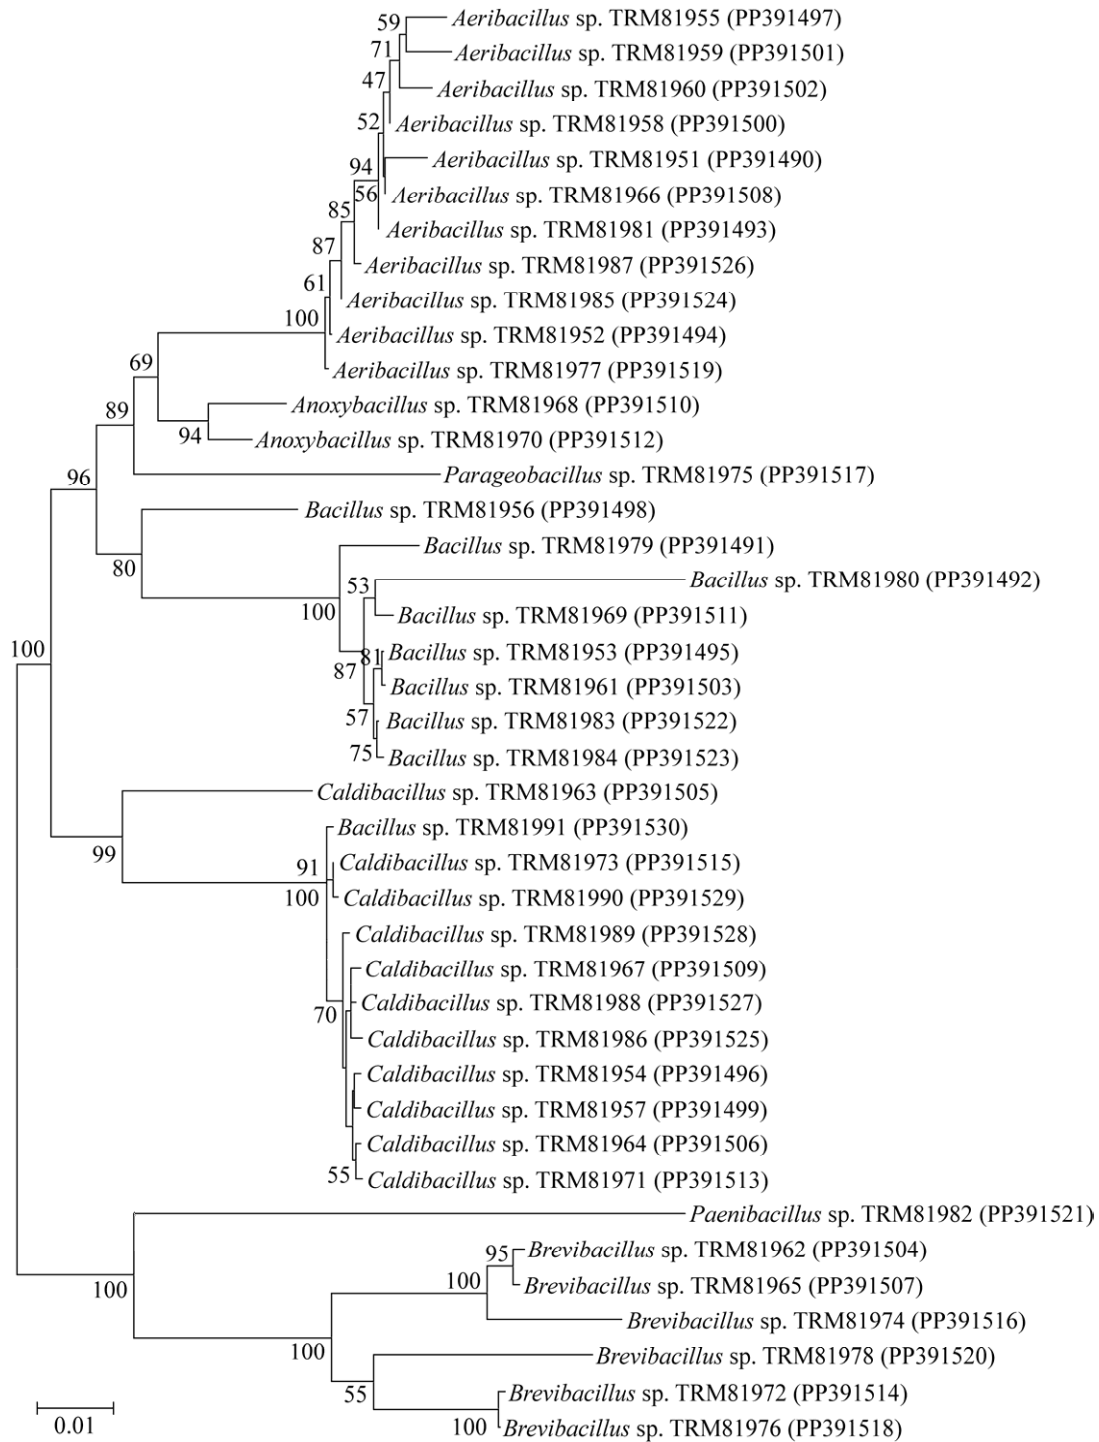 59
Aeribacillus sp. TRM81955 (PP391497)
71
Aeribacillus sp. TRM81959 (PP391501)
47
Aeribacillus sp. TRM81960 (PP391502)
52
Aeribacillus sp. TRM81958 (PP391500)
94
Aeribacillus sp. TRM81951 (PP391490)
56
Aeribacillus sp. TRM81966 (PP391508)
85
Aeribacillus sp. TRM81981 (PP391493)
87
Aeribacillus sp. TRM81987 (PP391526)
61
Aeribacillus sp. TRM81985 (PP391524)
100
Aeribacillus sp. TRM81952 (PP391494)
69
Aeribacillus sp. TRM81977 (PP391519)
89
Anoxybacillus sp. TRM81968 (PP391510)
94
Anoxybacillus sp. TRM81970 (PP391512)
96
Parageobacillus sp. TRM81975 (PP391517)
Bacillus sp. TRM81956 (PP391498)
80
Bacillus sp. TRM81979 (PP391491)
53
Bacillus sp. TRM81980 (PP391492)
100
Bacillus sp. TRM81969 (PP391511)
100
87
81
Bacillus sp. TRM81953 (PP391495)
Bacillus sp. TRM81961 (PP391503)
57
Bacillus sp. TRM81983 (PP391522)
75
Bacillus sp. TRM81984 (PP391523)
Caldibacillus sp. TRM81963 (PP391505)
99
Bacillus sp. TRM81991 (PP391530)
91
Caldibacillus sp. TRM81973 (PP391515)
100
Caldibacillus sp. TRM81990 (PP391529)
Caldibacillus sp. TRM81989 (PP391528)
Caldibacillus sp. TRM81967 (PP391509)
70
Caldibacillus sp. TRM81988 (PP391527)
Caldibacillus sp. TRM81986 (PP391525)
Caldibacillus sp. TRM81954 (PP391496)
Caldibacillus sp. TRM81957 (PP391499)
Caldibacillus sp. TRM81964 (PP391506)
55
Caldibacillus sp. TRM81971 (PP391513)
Paenibacillus sp. TRM81982 (PP391521)
95
Brevibacillus sp. TRM81962 (PP391504)
100
100
Brevibacillus sp. TRM81965 (PP391507)
Brevibacillus sp. TRM81974 (PP391516)
100
Brevibacillus sp. TRM81978 (PP391520)
55
Brevibacillus sp. TRM81972 (PP391514)
100
Brevibacillus sp. TRM81976 (PP391518)
0.01